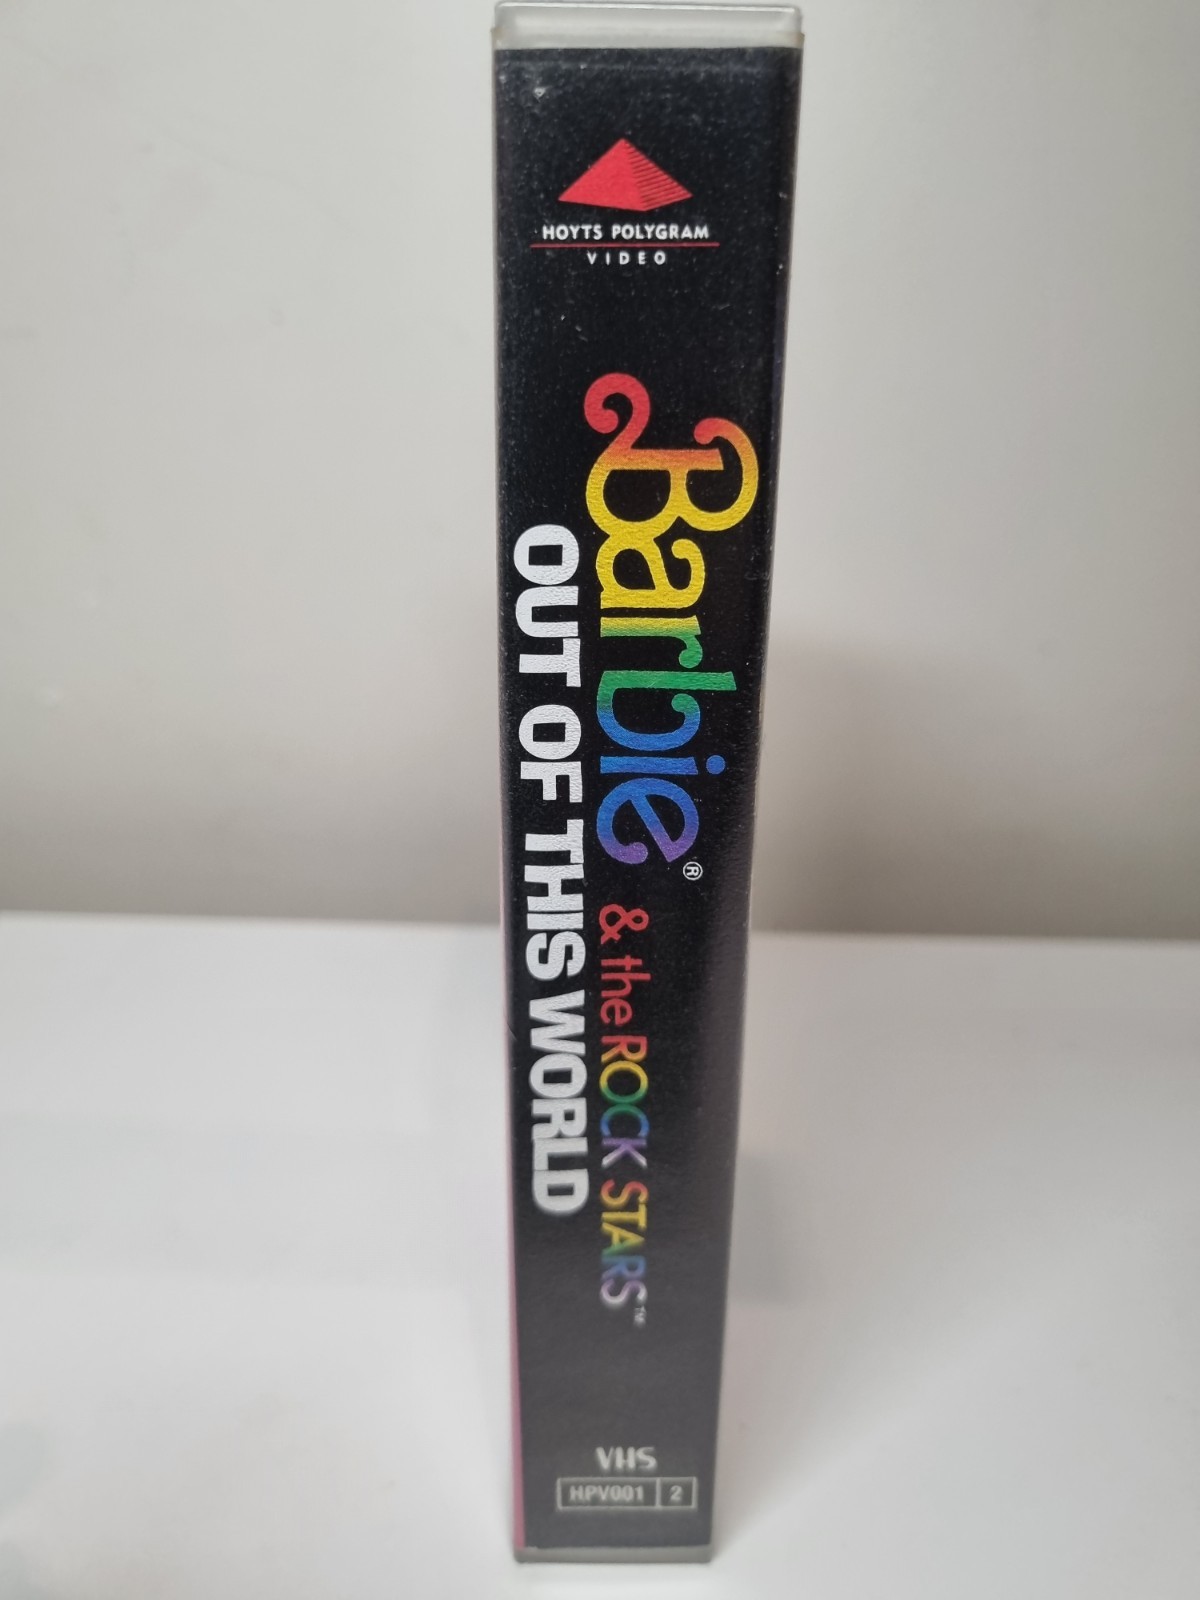 HOYTS POLYGRAM
VIDEO
Barbie®
& the ROCK STARS™
OUT OF THIS WORLD
VHS
HPV001 2